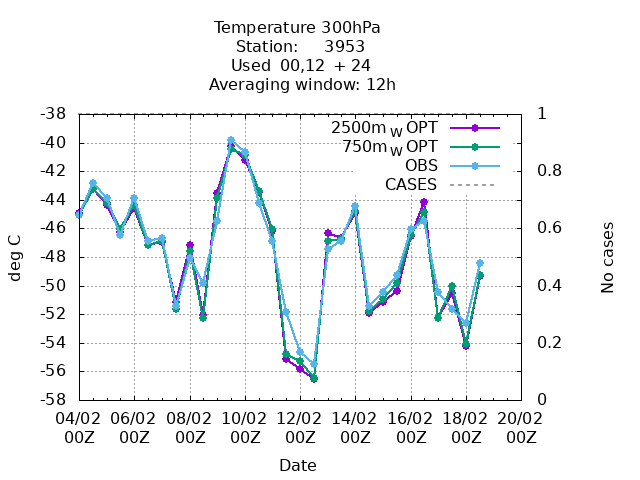 Temperature 300hPa
Station: 3953
Used 00,12 + 24
Averaging window: 12h
2500m_W OPT
750m_W OPT
OBS
CASES
-38
-40
-42
-44
-46
-48
-50
-52
-54
-56
-58
deg C
1
0.8
0.6
0.4
0.2
0
No cases
04/02 06/02 08/02 10/02 12/02 14/02 16/02 18/02 20/02
00Z 00Z 00Z 00Z 00Z 00Z 00Z 00Z 00Z
Date